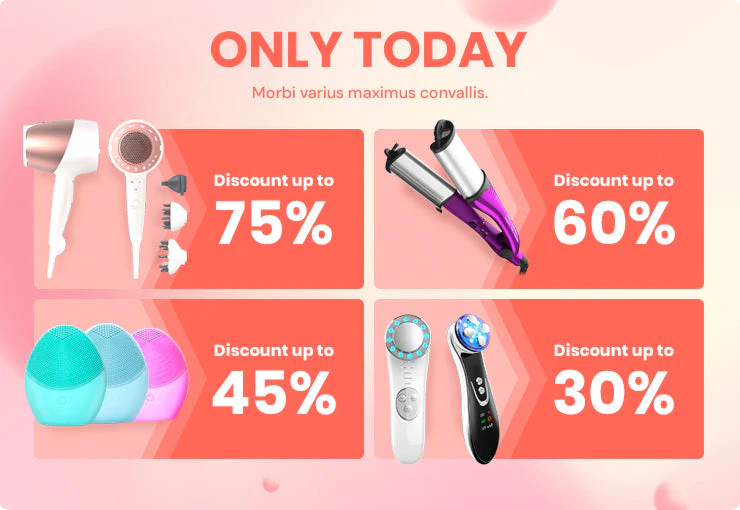 ONLY TODAY
Morbi varius maximus convallis.
Discount up to
75%
Discount up to
60%
Discount up to
45%
Discount up to
30%